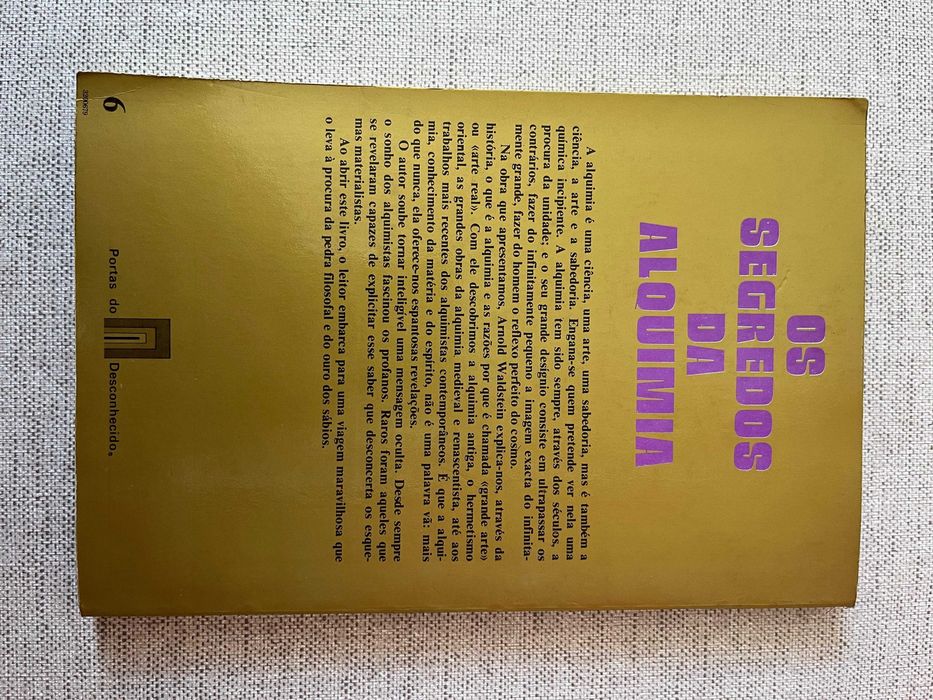 OS
SEGREDOS
DA
ALQUIMIA
A alquimia é uma ciência, uma arte, uma sabedoria, mas é também a
ciência, a arte e a sabedoria. Engana-se quem pretende ver nela uma
química incipiente. A alquimia tem sido sempre, através dos séculos, a
procura da unidade; e o seu grande desígnio consiste em ultrapassar os
contrários, fazer do infinitamente pequeno a imagem exacta do infinita-
mente grande, fazer do homem o reflexo perfeito do cosmo.
Na obra que apresentamos, Arnold Waldstein explica-nos, através da
história, o que é a alquimia e as razões por que é chamada «grande arte»
ou «arte real». Com ele descobrimos a alquimia antiga, o hermetismo
oriental, as grandes obras da alquimia medieval e renascentista, até aos
trabalhos mais recentes dos alquimistas contemporâneos. É que a alqui-
mia, conhecimento da matéria e do espírito, não é uma palavra vã: mais
do que nunca, ela oferece-nos espantosas revelações.
O autor soube tornar inteligível uma mensagem oculta. Desde sempre
o sonho dos alquimistas fascinou os profanos. Raros foram aqueles que
se revelaram capazes de explicitar esse saber que desconcerta os esque-
mas materialistas.
Ao abrir este livro, o leitor embarca para uma viagem maravilhosa que
o leva à procura da pedra filosofal e do ouro dos sábios.
Portas do Desconhecido
6